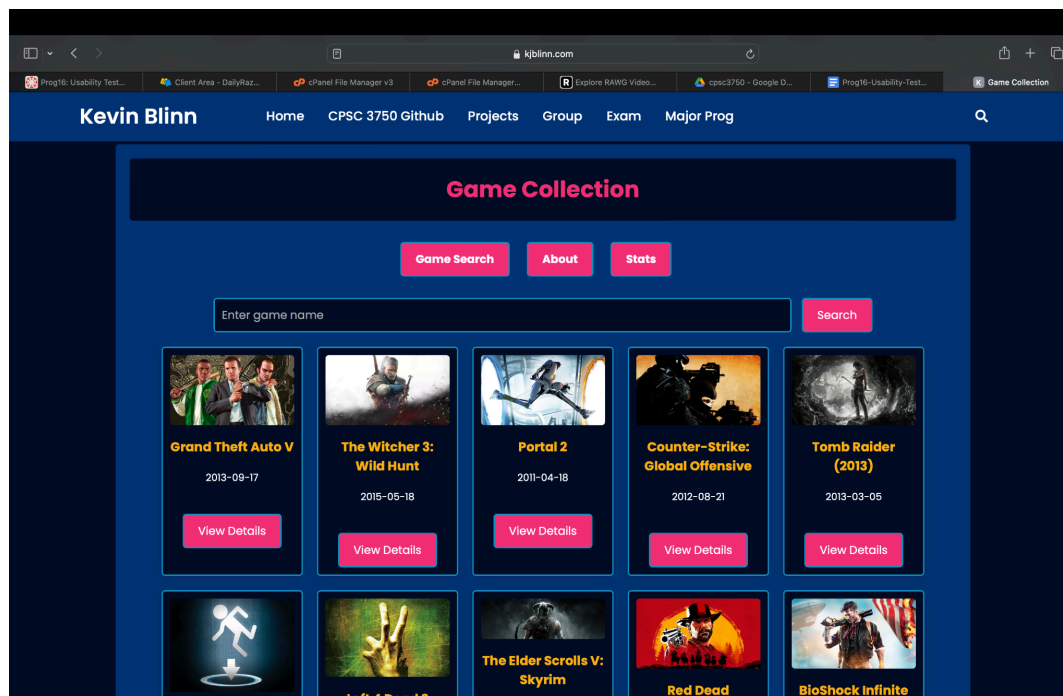 kjblinn.com
Prog16: Usability Test...
Client Area - DailyRaz...
cPanel File Manager v3
cPanel File Manager...
Explore RAWG Video...
cpsc3750 - Google D...
Prog16-Usability-Test...
Game Collection
Kevin Blinn
Home
CPSC 3750 Github
Projects
Group
Exam
Major Prog
Game Collection
Game Search
About
Stats
Enter game name
Search
Grand Theft Auto V
2013-09-17
View Details
The Witcher 3:
Wild Hunt
2015-05-18
View Details
Portal 2
2011-04-18
View Details
Counter-Strike:
Global Offensive
2012-08-21
View Details
Tomb Raider
(2013)
2013-03-05
View Details
The Elder Scrolls V:
Skyrim
Red Dead
BioShock Infinite